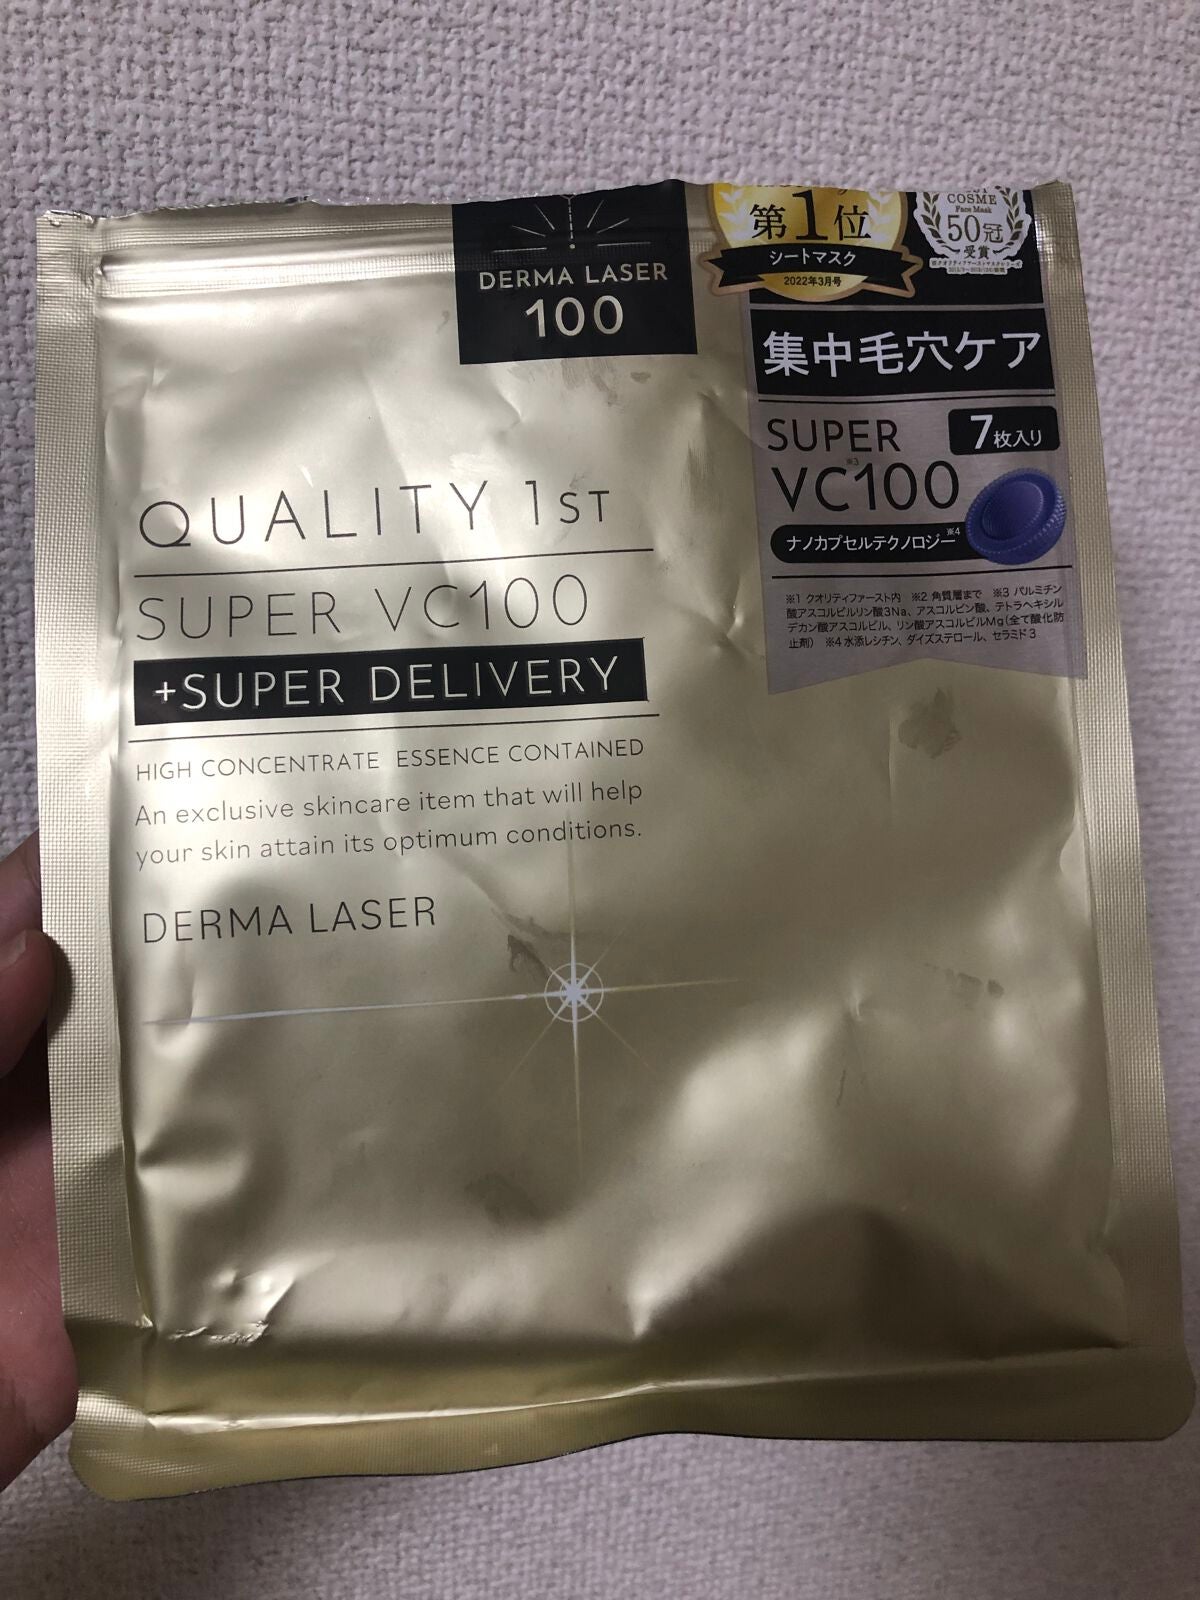 DERMA LASER
100
第1位
シートマスク
2022年3月号
COSME
Face Mask
50冠
受賞
集中毛穴ケア
SUPER
VC100
※3
7枚入り
ナノカプセルテクノロジー※4
※1 クオリティファースト内 ※2 角質層まで ※3 パルミチン
酸アスコルビルリン酸3Na、アスコルビン酸、テトラヘキシル
デカン酸アスコルビル、リン酸アスコルビルMg(全て酸化防
止剤) ※4 水添レシチン、ダイズステロール、セラミド3
QUALITY 1ST
SUPER VC100
+SUPER DELIVERY
HIGH CONCENTRATE ESSENCE CONTAINED
An exclusive skincare item that will help
your skin attain its optimum conditions.
DERMA LASER